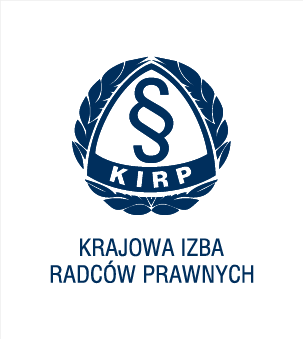 §
KIRP
KRAJOWA IZBA
RADCÓW PRAWNYCH